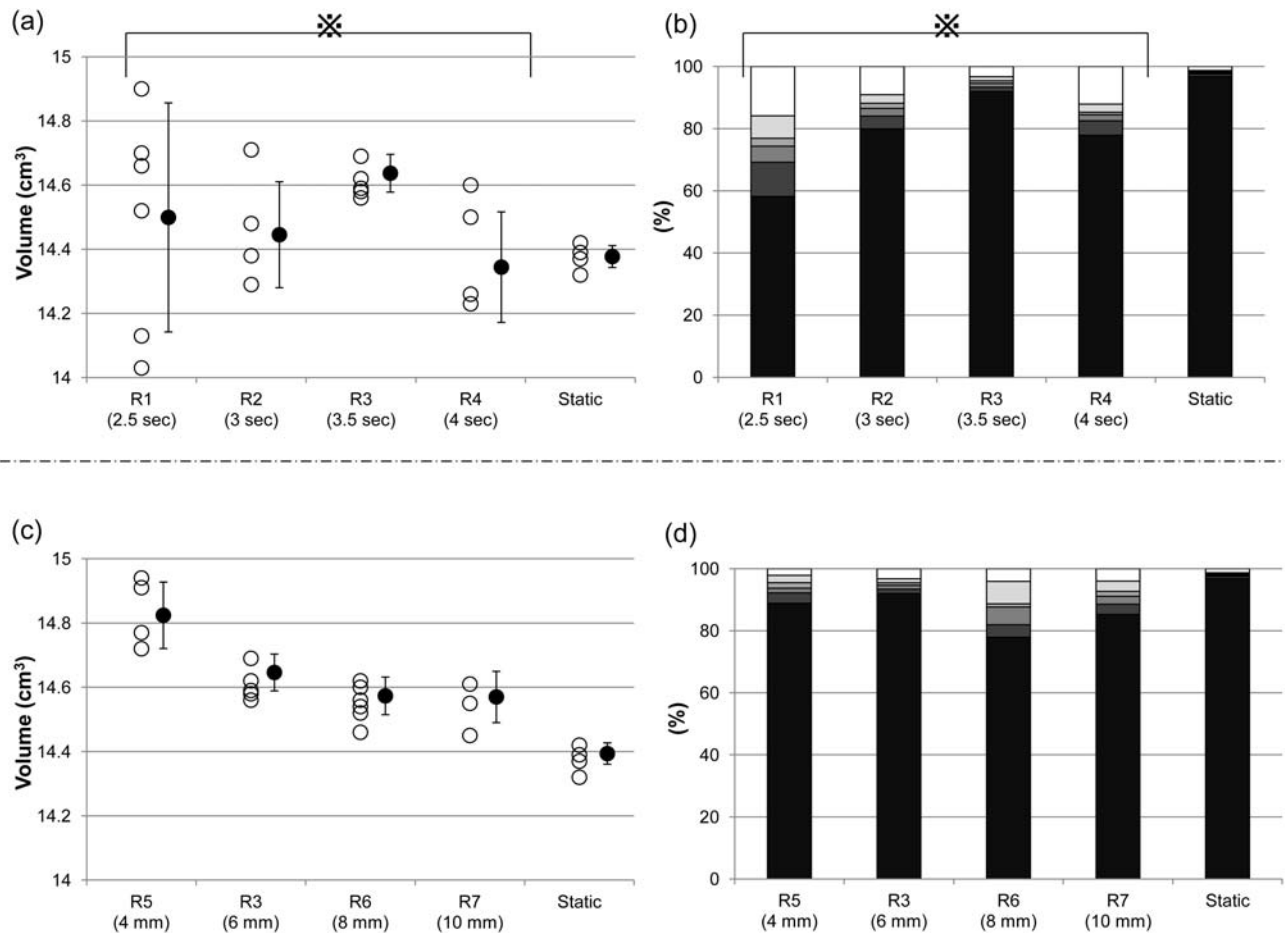 (a)
※
Volume (cm³)
15
14.8
14.6
14.4
14.2
14
R1 R2 R3 R4 Static
(2.5 sec) (3 sec) (3.5 sec) (4 sec)
(b)
※
(%)
100
80
60
40
20
0
R1 R2 R3 R4 Static
(2.5 sec) (3 sec) (3.5 sec) (4 sec)
(c)
Volume (cm³)
15
14.8
14.6
14.4
14.2
14
R5 R3 R6 R7 Static
(4 mm) (6 mm) (8 mm) (10 mm)
(d)
(%)
100
80
60
40
20
0
R5 R3 R6 R7 Static
(4 mm) (6 mm) (8 mm) (10 mm)